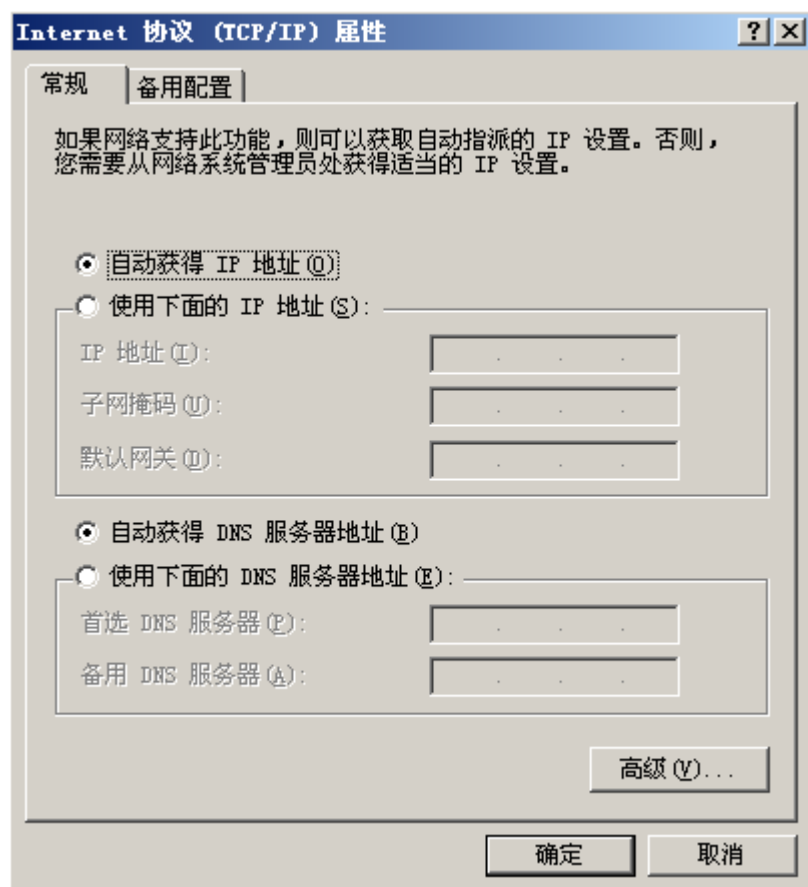 Internet 协议 (TCP/IP) 属性
常规
备用配置
如果网络支持此功能，则可以获取自动指派的 IP 设置。否则，
您需要从网络系统管理员处获得适当的 IP 设置。
自动获得 IP 地址(O)
使用下面的 IP 地址(S):
IP 地址(I):
子网掩码(U):
默认网关(D):
自动获得 DNS 服务器地址(B)
使用下面的 DNS 服务器地址(E):
首选 DNS 服务器(P):
备用 DNS 服务器(A):
高级(V)...
确定
取消